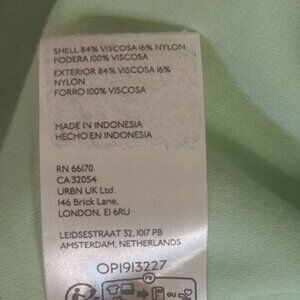 SHELL 84% VISCOSA 16% NYLON
FODERA 100% VISCOSA
EXTERIOR 84% VISCOSA 16%
NYLON
FORRO 100% VISCOSA
MADE IN INDONESIA
HECHO EN INDONESIA
RN 66170
CA 32054
URBN UK Ltd.
146 Brick Lane,
LONDON, E1 6RU
LEIDSESTRAAT 32, 1017 PB
AMSTERDAM, NETHERLANDS
OP1913227
FR
OU